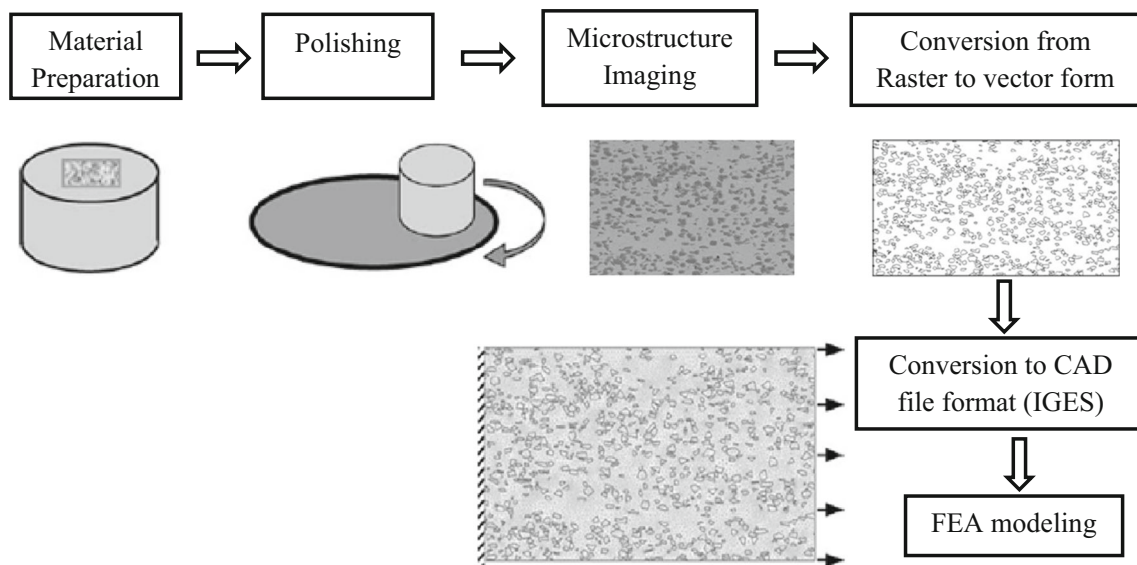 Material
Preparation
Polishing
Microstructure
Imaging
Conversion from
Raster to vector form
Conversion to CAD
file format (IGES)
FEA modeling